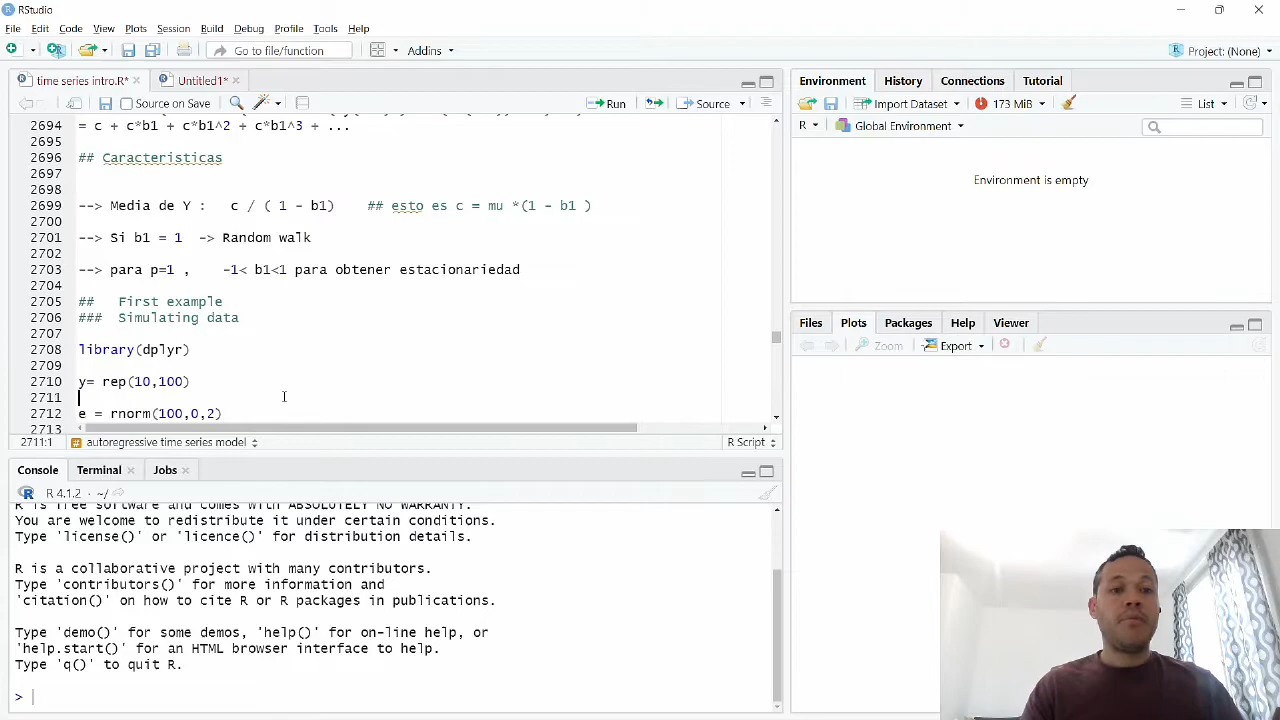 RStudio
File Edit Code View Plots Session Build Debug Profile Tools Help
Go to file/function Addins Project: (None)
time series intro.R* Untitled1*
Source on Save Run Source
2694 = c + c*b1 + c*b1^2 + c*b1^3 + ...
2695
2696 ## Caracteristicas
2697
2698
2699 --> Media de Y : c / ( 1 - b1) ## esto es c = mu *(1 - b1 )
2700
2701 --> Si b1 = 1 -> Random walk
2702
2703 --> para p=1 , -1< b1<1 para obtener estacionariedad
2704
2705 ## First example
2706 ### Simulating data
2707
2708 library(dplyr)
2709
2710 y= rep(10,100)
2711
2712 e = rnorm(100,0,2)
2713
2711:1 autoregressive time series model R Script
Console Terminal Jobs
R 4.1.2 · ~/
R is free software and comes with ABSOLUTELY NO WARRANTY.
You are welcome to redistribute it under certain conditions.
Type 'license()' or 'licence()' for distribution details.
R is a collaborative project with many contributors.
Type 'contributors()' for more information and
'citation()' on how to cite R or R packages in publications.
Type 'demo()' for some demos, 'help()' for on-line help, or
'help.start()' for an HTML browser interface to help.
Type 'q()' to quit R.
>
Environment History Connections Tutorial
Import Dataset 173 MiB List
R Global Environment
Environment is empty
Files Plots Packages Help Viewer
Zoom Export